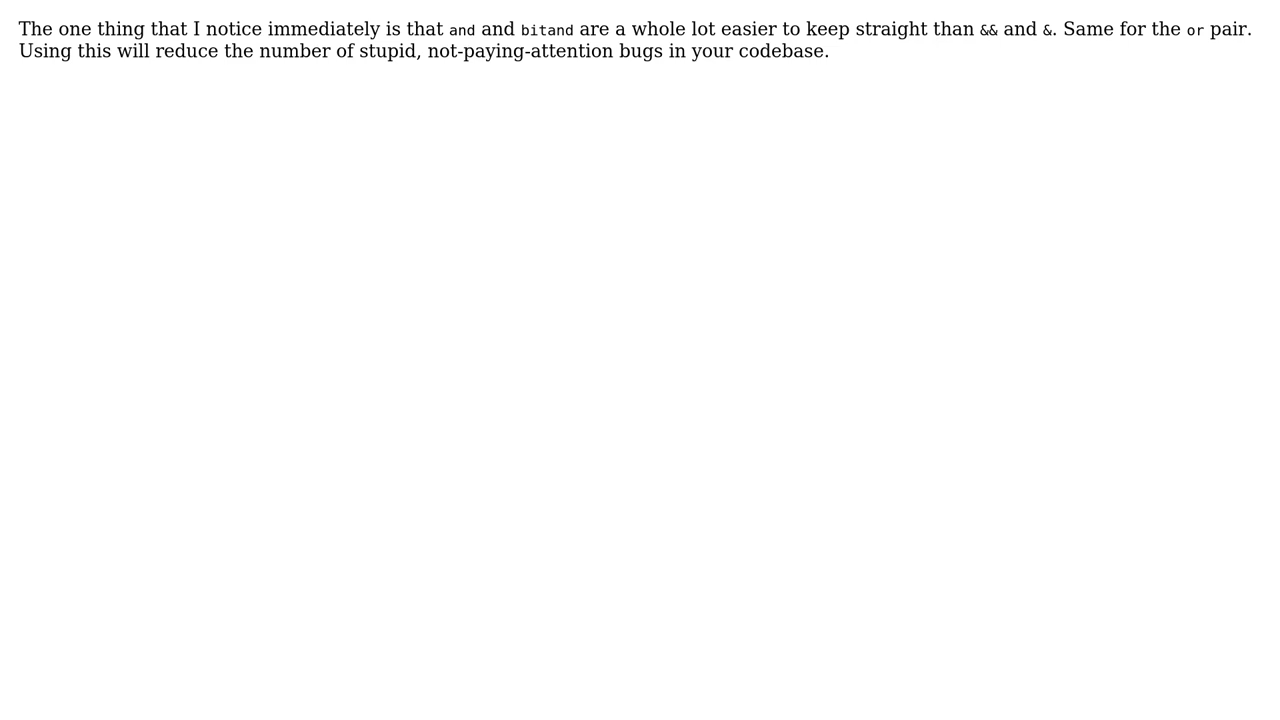 The one thing that I notice immediately is that and and bitand are a whole lot easier to keep straight than && and &. Same for the or pair.
Using this will reduce the number of stupid, not-paying-attention bugs in your codebase.